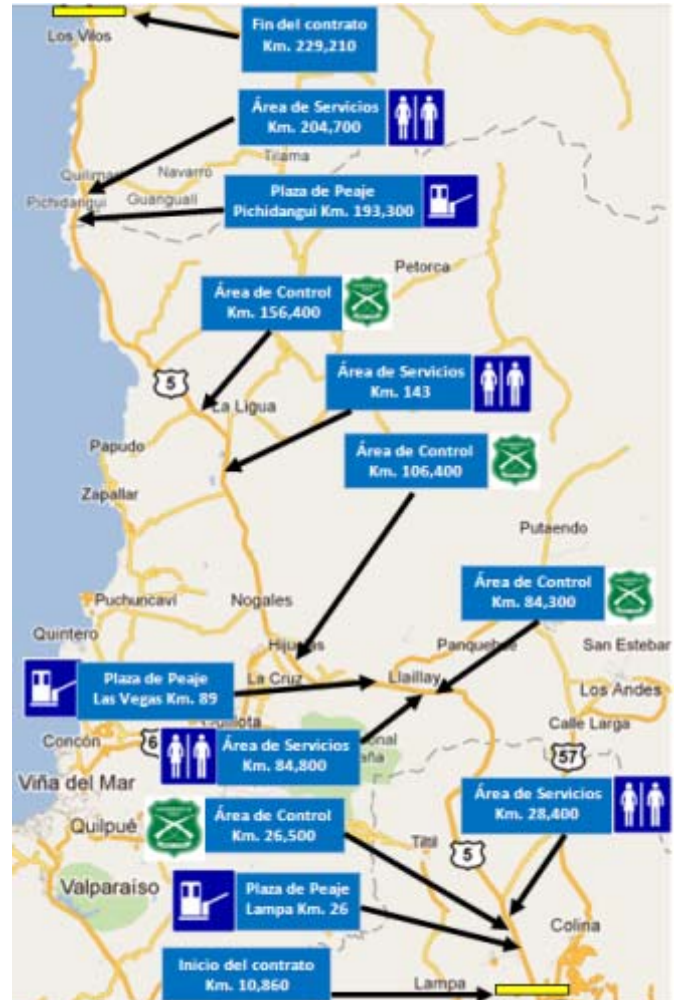 Fin del contrato
Km. 229,210
Los Vilos
Área de Servicios
Km. 204,700
Tilama
Navarro
Pichidangui
Guanguali
Plaza de Peaje
Pichidangui Km. 193,300
Petorca
Área de Control
Km. 156,400
5
Área de Servicios
Km. 143
La Ligua
Papudo
Área de Control
Km. 106,400
Zapallar
Putaendo
Área de Control
Km. 84,300
Puchuncaví
Nogales
Quintero
Hijuelas
San Esteban
Plaza de Peaje
Las Vegas Km. 89
La Cruz
Llaillay
Los Andes
Calle Larga
Concón
Área de Servicios
Km. 84,800
57
Viña del Mar
Área de Servicios
Km. 28,400
Quilpué
Área de Control
Km. 26,500
Tiltil
5
Valparaíso
Plaza de Peaje
Lampa Km. 26
Colina
Inicio del contrato
Km. 10,860
Lampa